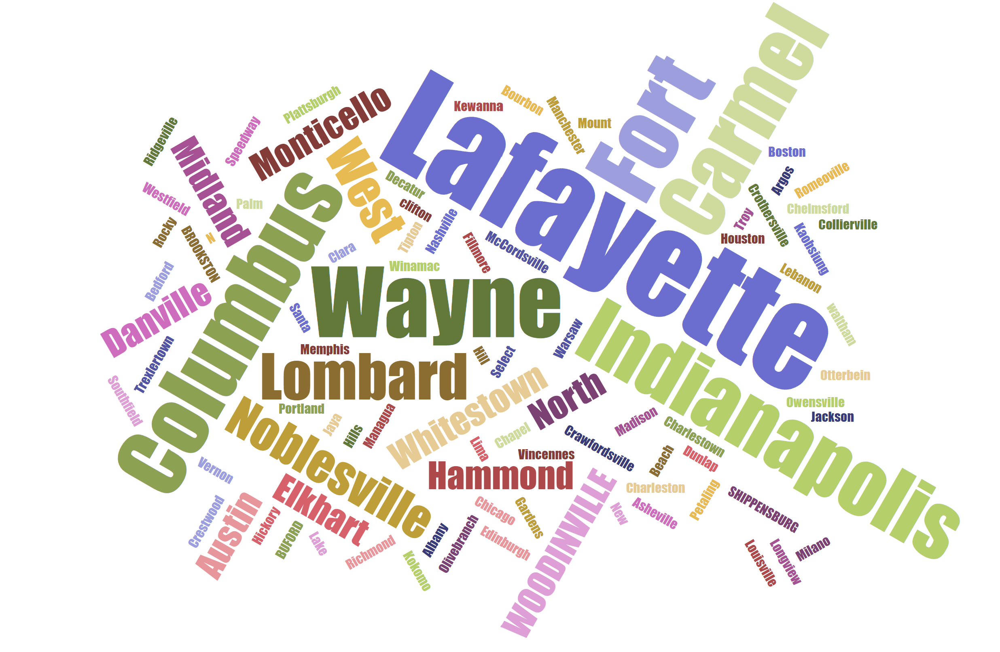 Lafayette
Fort
carmel
Plattsburgh
Monticello
Kewanna
Bourbon
Manchester
Mount
Ridgeville
Speedway
Midland
West
Boston
Argos
Romeoville
Westfield
Palm
Decatur
clifton
Crothersville
Chelmsford
Rocky
BROOKSTON
N
Columbus
Tipton
Nashville
Fillmore
McCordsville
Troy
Houston
Collierville
Kaohsiung
Clara
Winamac
Bedford
Lebanon
Danville
Santa
Wayne
Warsaw
Indianapolis
waltham
Trexlertown
Memphis
Lombard
Hill
Select
Otterbein
Southfield
Portland
Whitestown
North
Owensville
Jackson
Noblesville
Jaya
Hills
Managua
Madison
Charlestown
Lima
Chapel
Crawfordsville
Vincennes
Beach
Dunlap
Vernon
Hammond
Elkhart
Charleston
Petaling
SHIPPENSBURG
Crestwood
Austin
Hickory
BUFORD
Lake
Richmond
Kokomo
Albany
Olivebranch
Chicago
Edinburgh
Gardens
WOODINVILLE
New
Asheville
Louisville
Longview
Milano